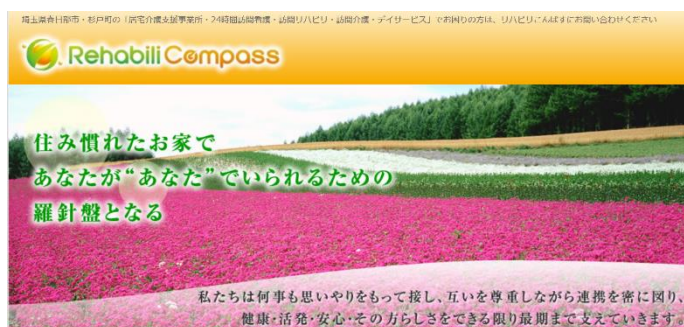 埼玉県春日部市・杉戸町の「居宅介護支援事業所・24時間訪問看護・訪問リハビリ・訪問介護・デイサービス」でお困りの方は、リハビリこんぱすにお問い合わせください
Rehabili Compass
住み慣れたお家で
あなたが“あなた”でいられるための
羅針盤となる
私たちは何事も思いやりをもって接し、互いを尊重しながら連携を密に図り、
健康・活発・安心・その方らしさをできる限り最期まで支えていきます。